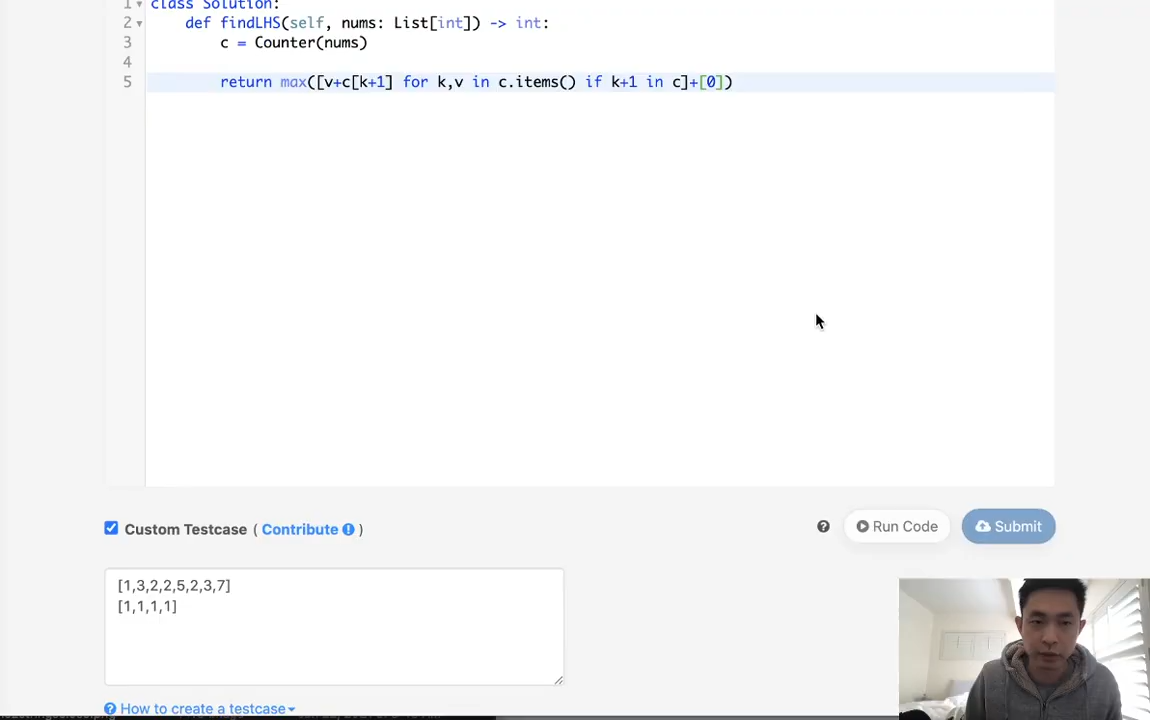 1 class Solution:
2 def findLHS(self, nums: List[int]) -> int:
3 c = Counter(nums)
4
5 return max([v+c[k+1] for k,v in c.items() if k+1 in c]+[0])
Custom Testcase ( Contribute )
? Run Code Submit
[1,3,2,2,5,2,3,7]
[1,1,1,1]
? How to create a testcase